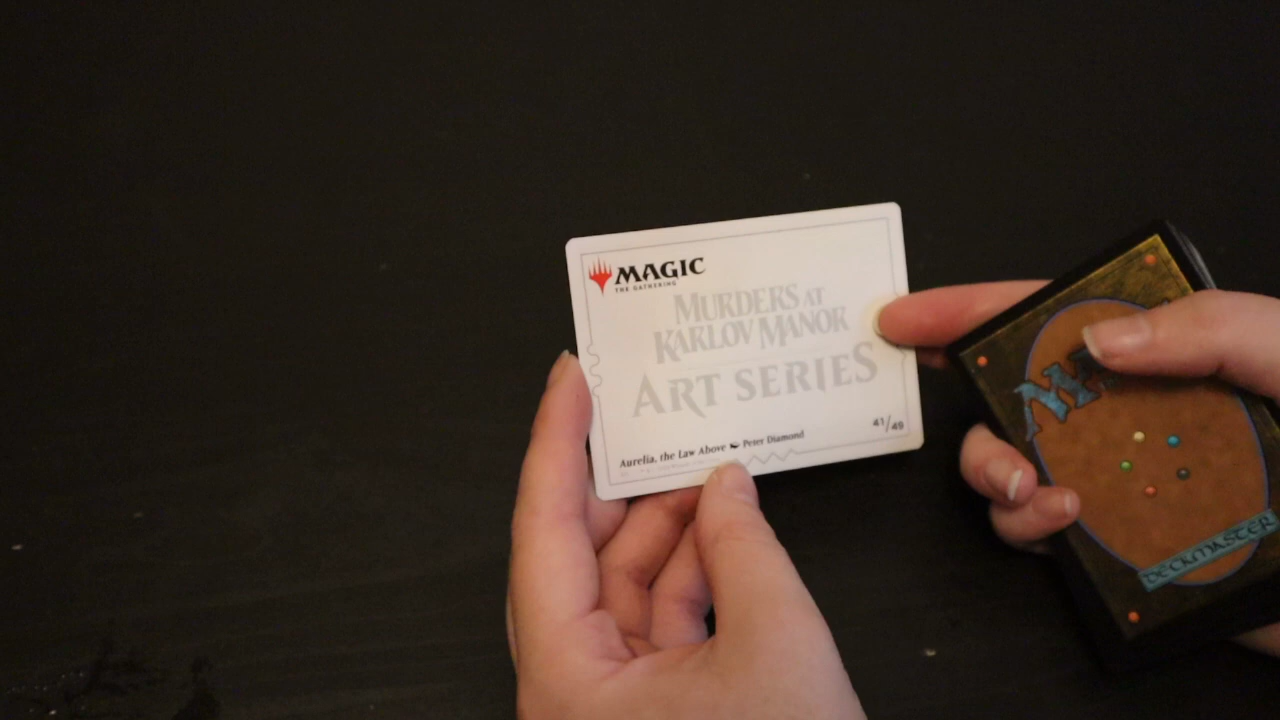 MAGIC
THE GATHERING
MURDERS AT
KARLOV MANOR
ART SERIES
41/49
Aurelia, the Law Above Peter Diamond
DECKMASTER